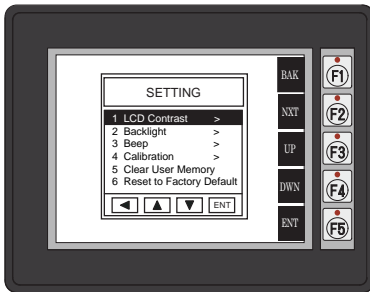 SETTING
1 LCD Contrast >
2 Backlight >
3 Beep >
4 Calibration >
5 Clear User Memory
6 Reset to Factory Default
ENT
BAK
NXT
UP
DWN
ENT
F1
F2
F3
F4
F5